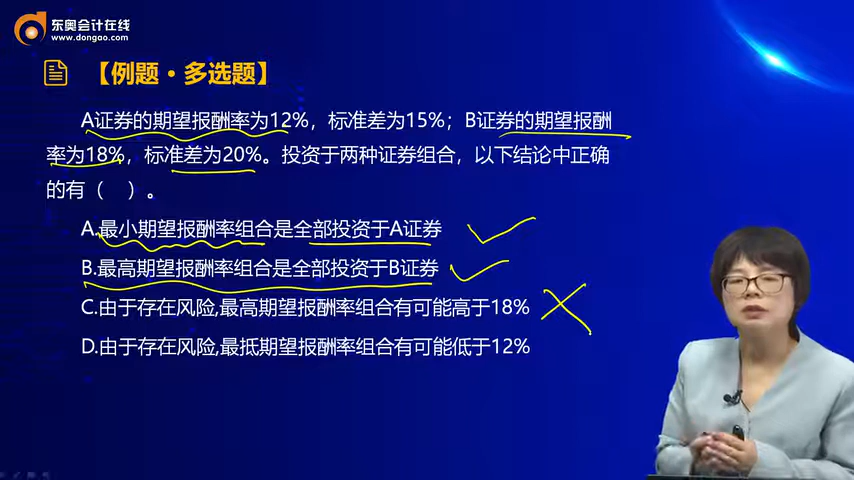 东奥会计在线
www.dongao.com
【例题·多选题】
A证券的期望报酬率为12%，标准差为15%；B证券的期望报酬
率为18%，标准差为20%。投资于两种证券组合，以下结论中正确
的有（　）。
A.最小期望报酬率组合是全部投资于A证券
B.最高期望报酬率组合是全部投资于B证券
C.由于存在风险,最高期望报酬率组合有可能高于18%
D.由于存在风险,最抵期望报酬率组合有可能低于12%